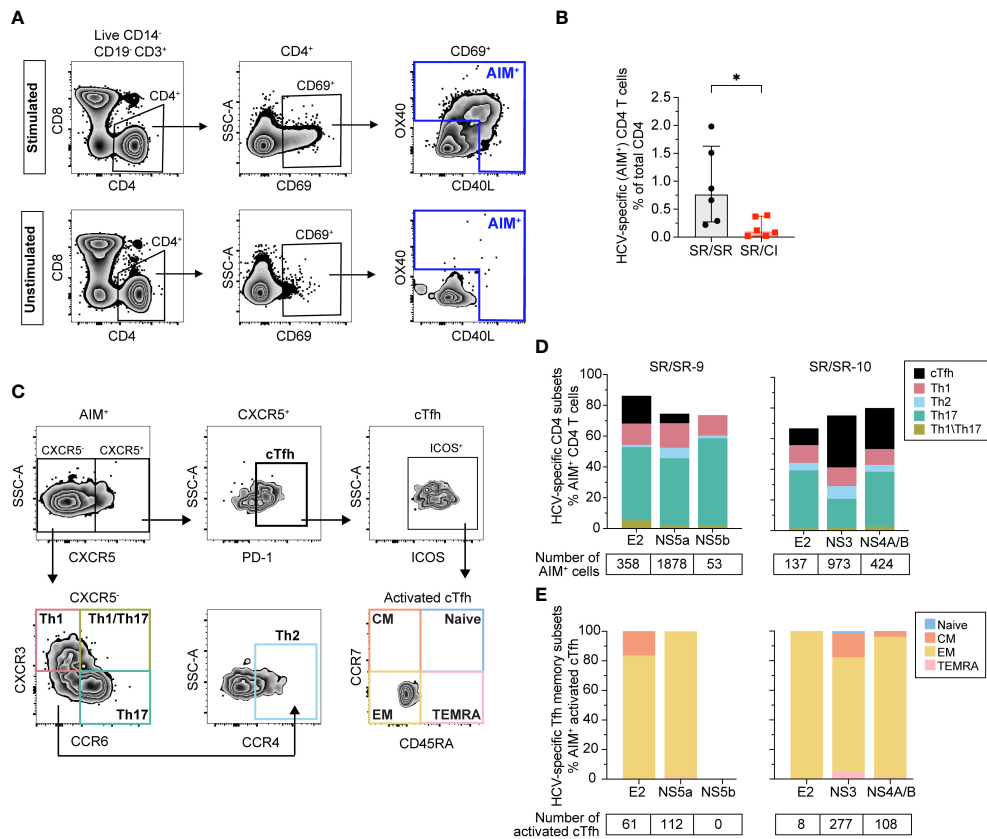 A
Live CD14-
CD19- CD3+
CD4+
CD69+
Stimulated
CD8
CD4+
CD4
SSC-A
CD69+
CD69
OX40
AIM+
CD40L
Unstimulated
CD8
CD4+
CD4
SSC-A
CD69+
CD69
OX40
AIM+
CD40L
B
HCV-specific (AIM+) CD4 T cells
% of total CD4
*
2.5
2.0
1.5
1.0
0.5
0.0
SR/SR
SR/CI
C
AIM+
CXCR5-
CXCR5+
SSC-A
CXCR5
CXCR5+
cTfh
SSC-A
PD-1
cTfh
ICOS+
SSC-A
ICOS
CXCR5-
Th1
Th1/Th17
Th17
CXCR3
CCR6
Th2
SSC-A
CCR4
Activated cTfh
CM
Naive
EM
TEMRA
CCR7
CD45RA
D
SR/SR-9
SR/SR-10
HCV-specific CD4 subsets
% AIM+ CD4 T cells
100
80
60
40
20
0
E2 NS5a NS5b
E2 NS3 NS4A/B
cTfh
Th1
Th2
Th17
Th1\Th17
Number of
AIM+ cells
358 1878 53
137 973 424
E
HCV-specific Tfh memory subsets
% AIM+ activated cTfh
100
80
60
40
20
0
E2 NS5a NS5b
E2 NS3 NS4A/B
Naive
CM
EM
TEMRA
Number of
activated cTfh
61 112 0
8 277 108